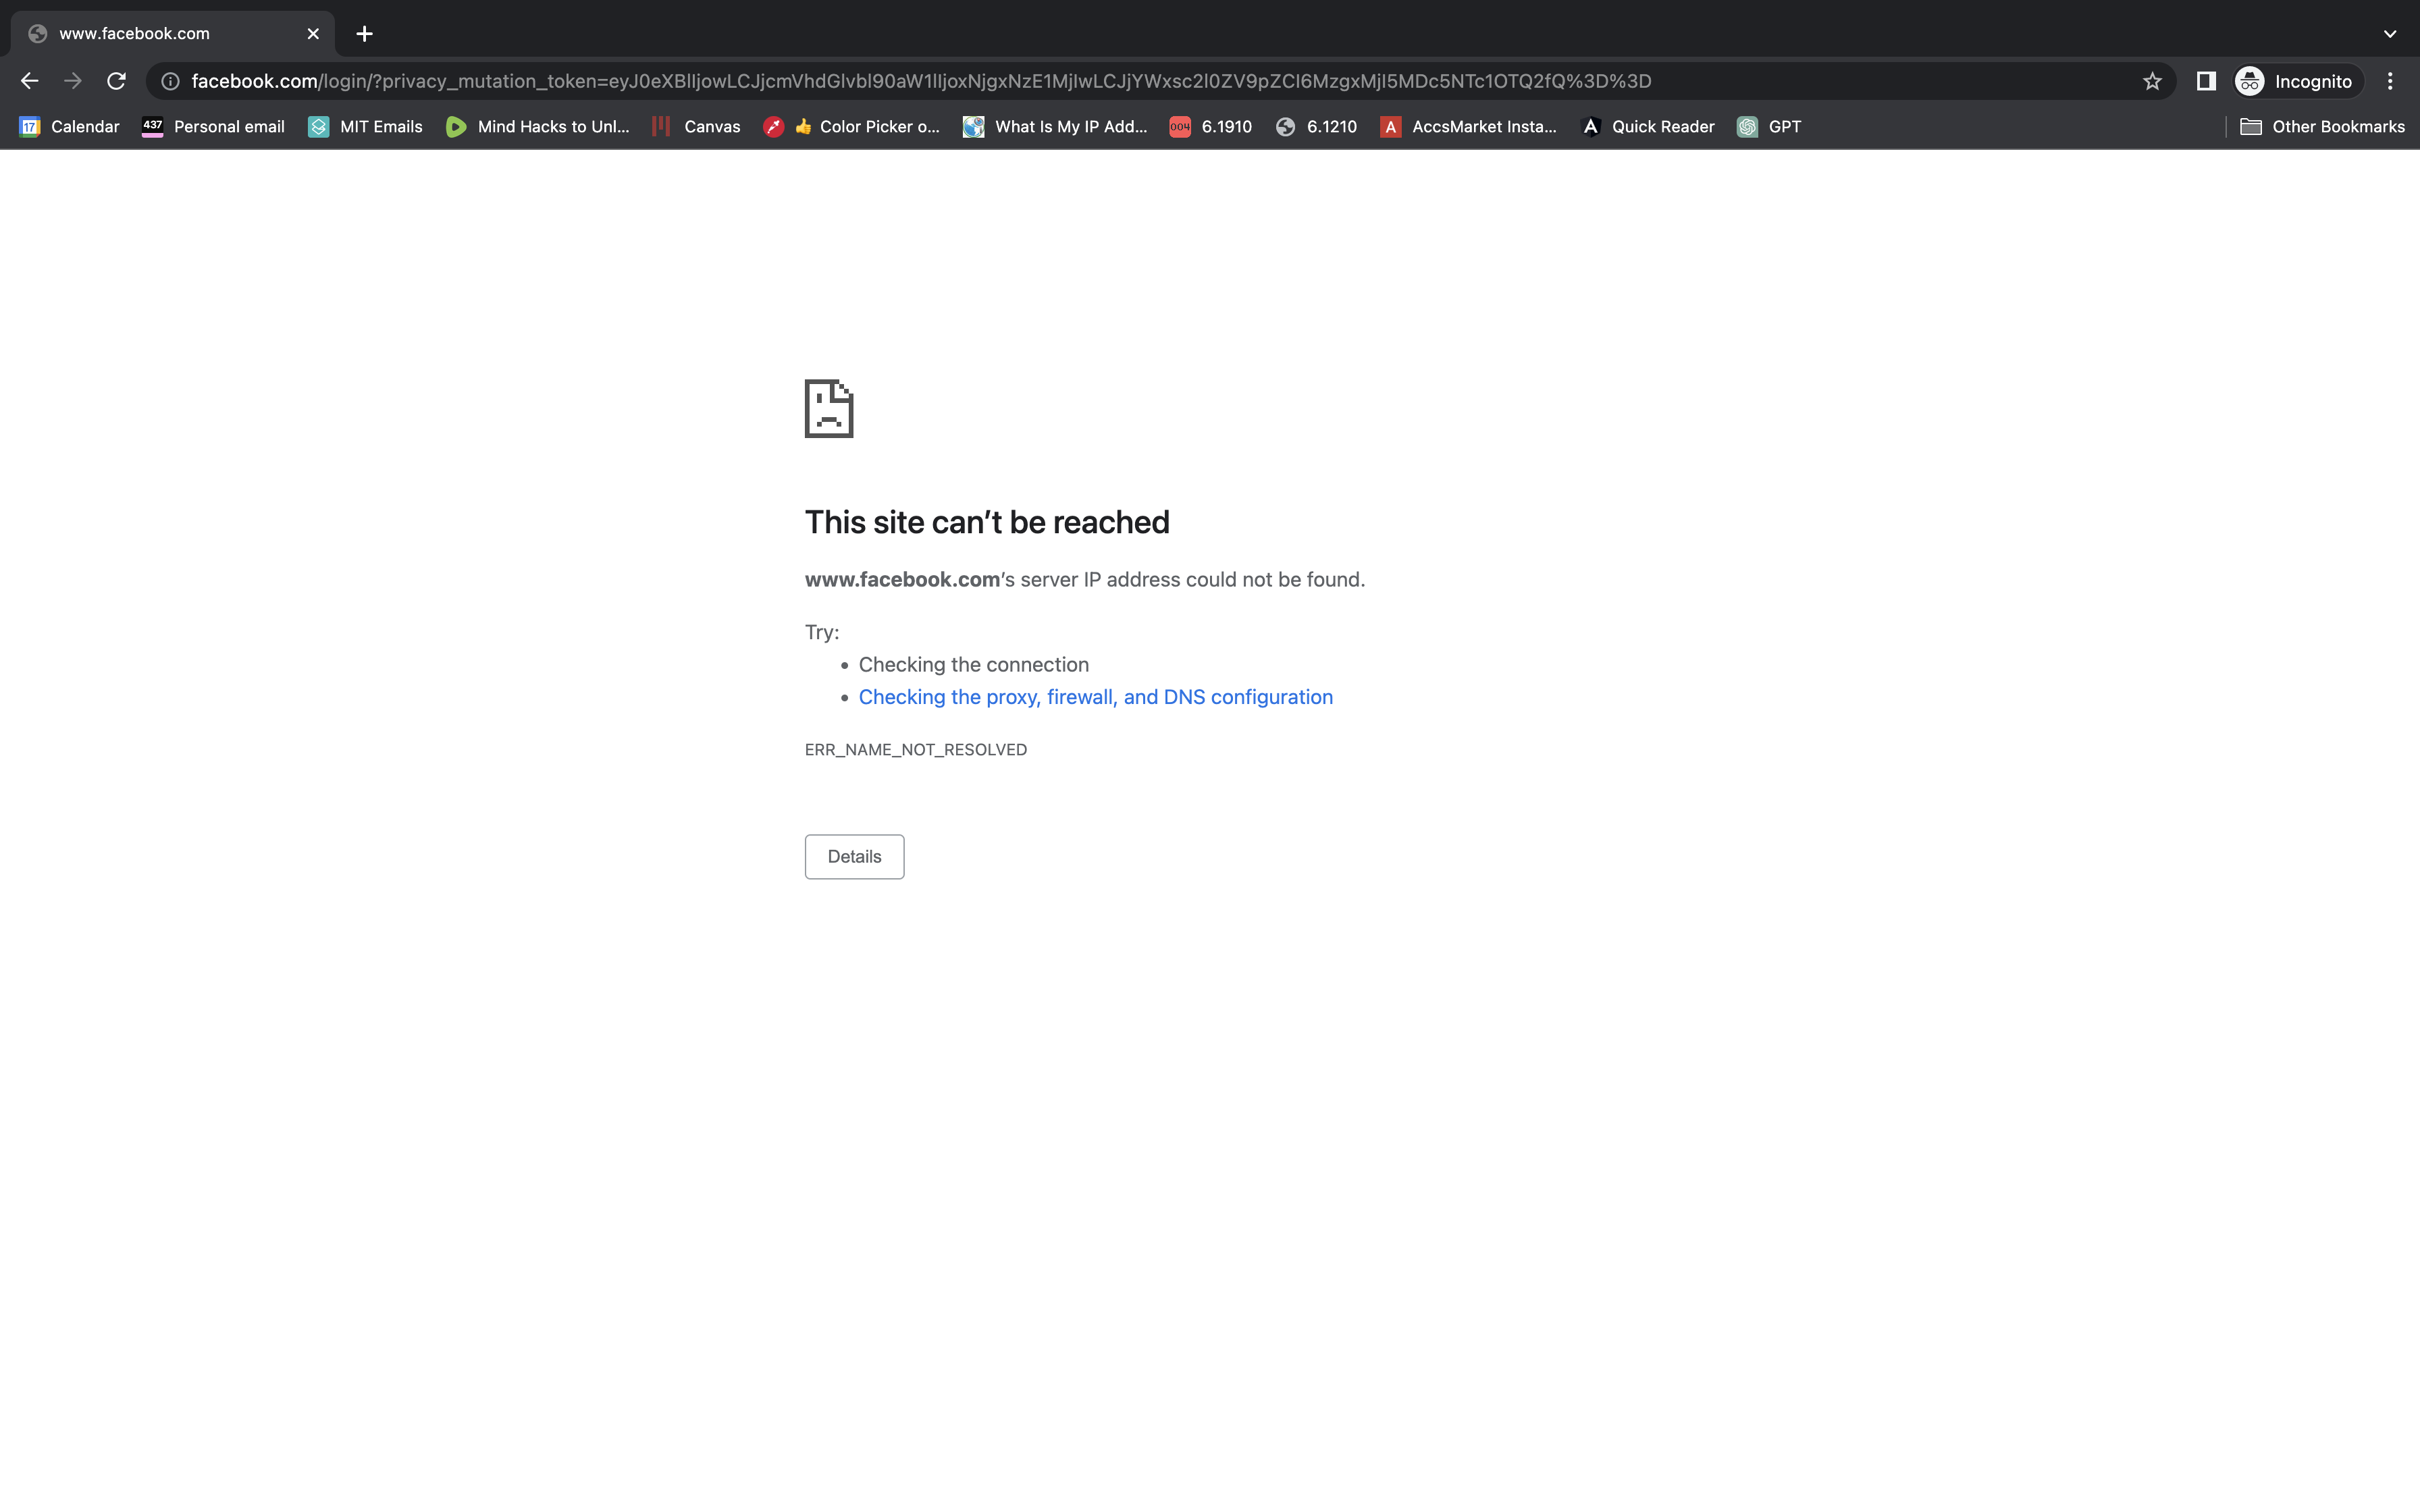 www.facebook.com
facebook.com/login/?privacy_mutation_token=eyJ0eXBlIjowLCJjcmVhdGlvbl90aW1lIjoxNjgxNzE1MjIwLCJjYWxsc2l0ZV9pZCI6MzgxMjI5MDc5NTc1OTQ2fQ%3D%3D
Incognito
17 Calendar 437 Personal email MIT Emails Mind Hacks to Unl... Canvas 👍 Color Picker o... What Is My IP Add... 004 6.1910 6.1210 A AccsMarket Insta... A Quick Reader GPT Other Bookmarks
This site can’t be reached
www.facebook.com’s server IP address could not be found.
Try:
• Checking the connection
• Checking the proxy, firewall, and DNS configuration
ERR_NAME_NOT_RESOLVED
Details